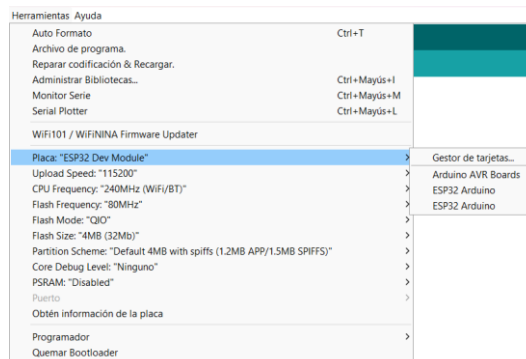 Herramientas Ayuda
Auto Formato Ctrl+T
Archivo de programa.
Reparar codificación & Recargar.
Administrar Bibliotecas... Ctrl+Mayús+I
Monitor Serie Ctrl+Mayús+M
Serial Plotter Ctrl+Mayús+L
WiFi101 / WiFiNINA Firmware Updater
Placa: "ESP32 Dev Module"
Upload Speed: "115200"
CPU Frequency: "240MHz (WiFi/BT)"
Flash Frequency: "80MHz"
Flash Mode: "QIO"
Flash Size: "4MB (32Mb)"
Partition Scheme: "Default 4MB with spiffs (1.2MB APP/1.5MB SPIFFS)"
Core Debug Level: "Ninguno"
PSRAM: "Disabled"
Puerto
Obtén información de la placa
Programador
Quemar Bootloader
Gestor de tarjetas...
Arduino AVR Boards
ESP32 Arduino
ESP32 Arduino